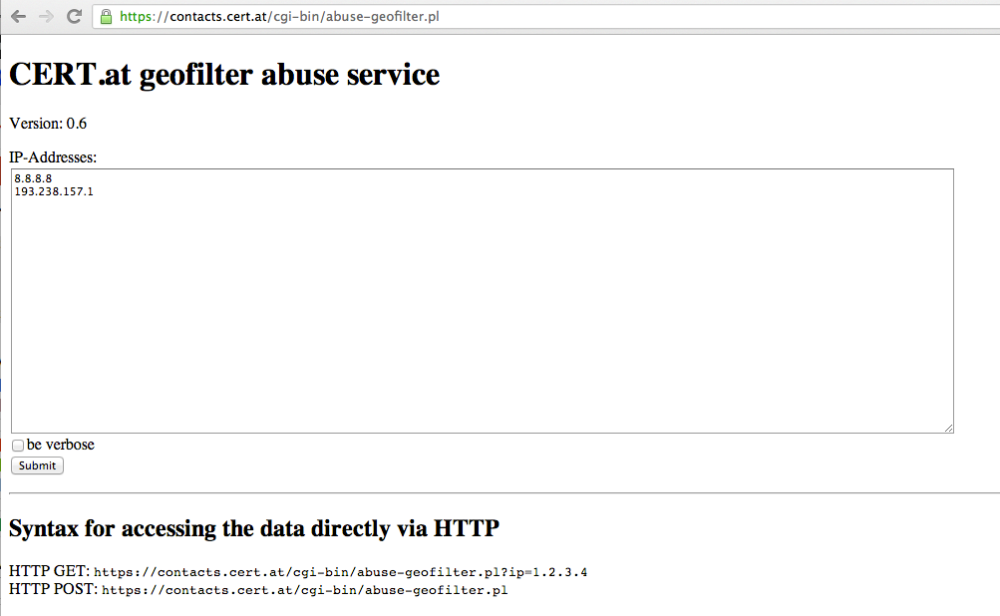 https://contacts.cert.at/cgi-bin/abuse-geofilter.pl
CERT.at geofilter abuse service
Version: 0.6
IP-Addresses:
8.8.8.8
193.238.157.1
be verbose
Submit
Syntax for accessing the data directly via HTTP
HTTP GET: https://contacts.cert.at/cgi-bin/abuse-geofilter.pl?ip=1.2.3.4
HTTP POST: https://contacts.cert.at/cgi-bin/abuse-geofilter.pl